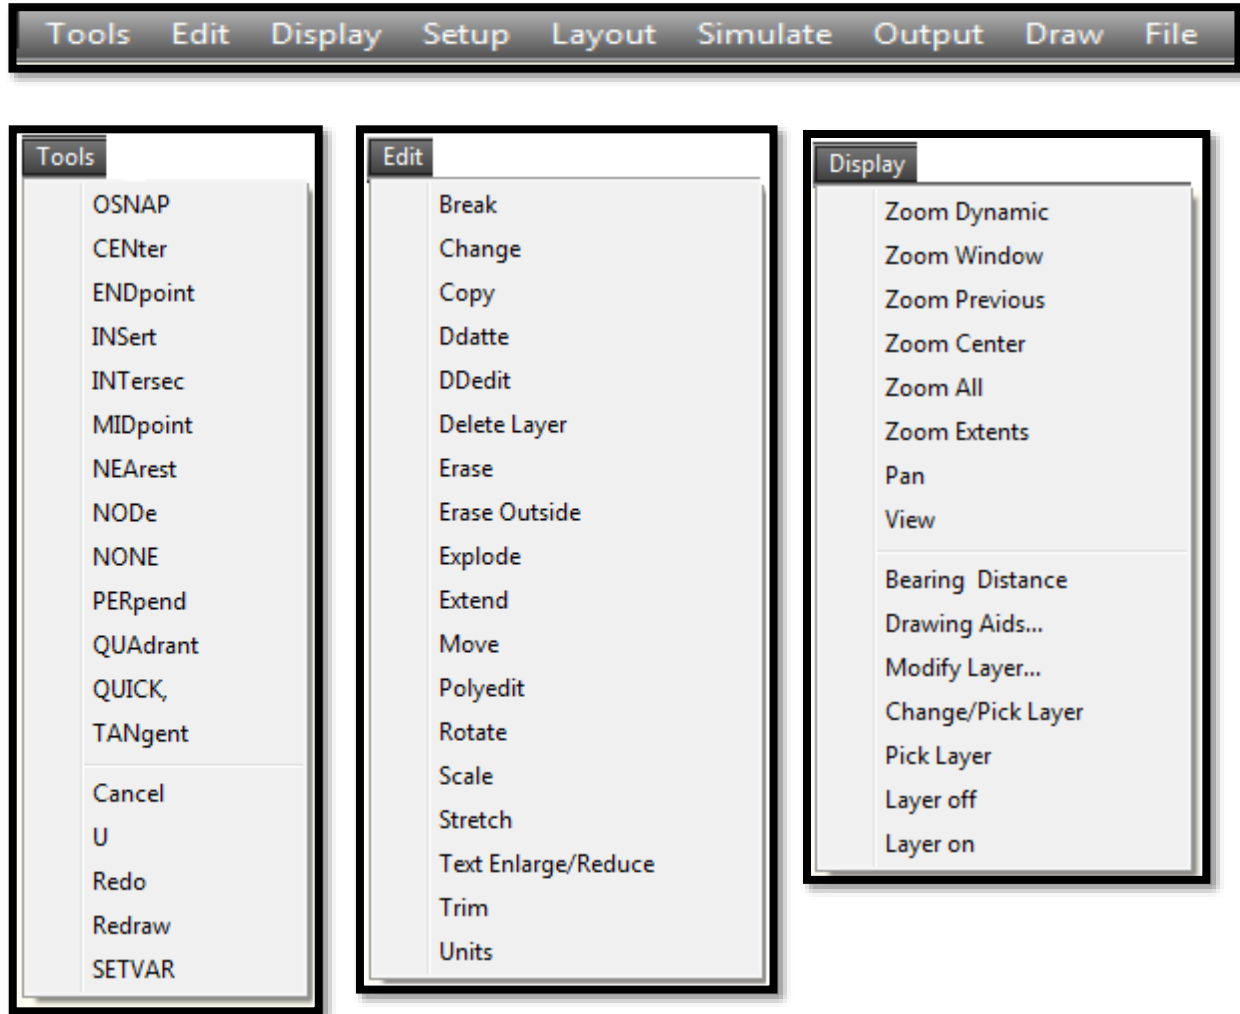 Tools Edit Display Setup Layout Simulate Output Draw File
Tools
OSNAP
CENter
ENDpoint
INSert
INTersec
MIDpoint
NEArest
NODe
NONE
PERpend
QUAdrant
QUICK,
TANgent
Cancel
U
Redo
Redraw
SETVAR
Edit
Break
Change
Copy
Ddatte
DDedit
Delete Layer
Erase
Erase Outside
Explode
Extend
Move
Polyedit
Rotate
Scale
Stretch
Text Enlarge/Reduce
Trim
Units
Display
Zoom Dynamic
Zoom Window
Zoom Previous
Zoom Center
Zoom All
Zoom Extents
Pan
View
Bearing Distance
Drawing Aids...
Modify Layer...
Change/Pick Layer
Pick Layer
Layer off
Layer on